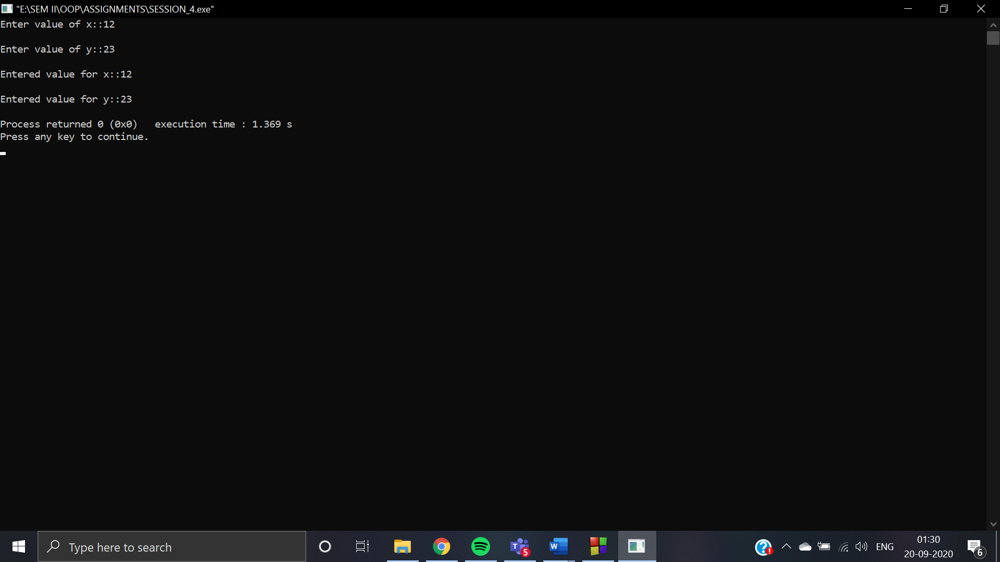 "E:\SEM II\OOP\ASSIGNMENTS\SESSION_4.exe"
Enter value of x::12
Enter value of y::23
Entered value for x::12
Entered value for y::23
Process returned 0 (0x0)   execution time : 1.369 s
Press any key to continue.
Type here to search
T 5
W
?!
ENG
01:30
20-09-2020
6